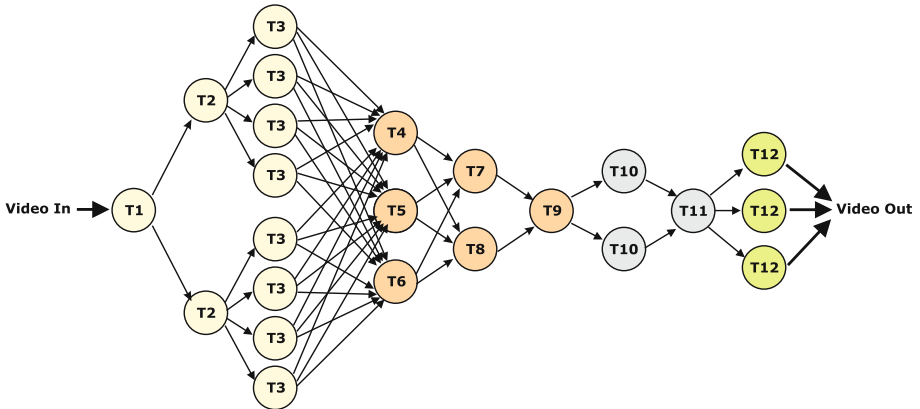 Video In
T1
T2
T2
T3
T3
T3
T3
T3
T3
T3
T3
T4
T5
T6
T7
T8
T9
T10
T10
T11
T12
T12
T12
Video Out